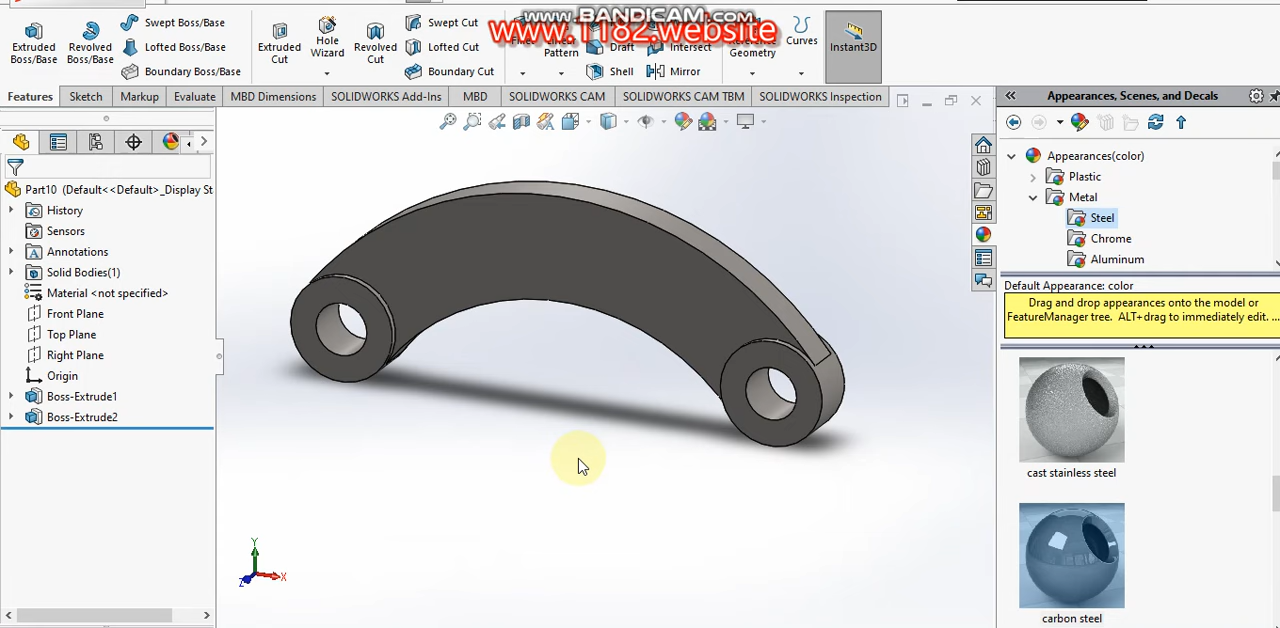 www.BANDICAM.com
www.1182.website
Extruded Boss/Base
Revolved Boss/Base
Swept Boss/Base
Lofted Boss/Base
Boundary Boss/Base
Extruded Cut
Hole Wizard
Revolved Cut
Swept Cut
Lofted Cut
Boundary Cut
Linear Pattern
Draft
Shell
Intersect
Mirror
Reference Geometry
Curves
Instant3D
Features
Sketch
Markup
Evaluate
MBD Dimensions
SOLIDWORKS Add-Ins
MBD
SOLIDWORKS CAM
SOLIDWORKS CAM TBM
SOLIDWORKS Inspection
Part10 (Default<<Default>_Display St
History
Sensors
Annotations
Solid Bodies(1)
Material <not specified>
Front Plane
Top Plane
Right Plane
Origin
Boss-Extrude1
Boss-Extrude2
Y
Z
X
Appearances, Scenes, and Decals
Appearances(color)
Plastic
Metal
Steel
Chrome
Aluminum
Default Appearance: color
Drag and drop appearances onto the model or
FeatureManager tree. ALT+drag to immediately edit. ...
cast stainless steel
carbon steel